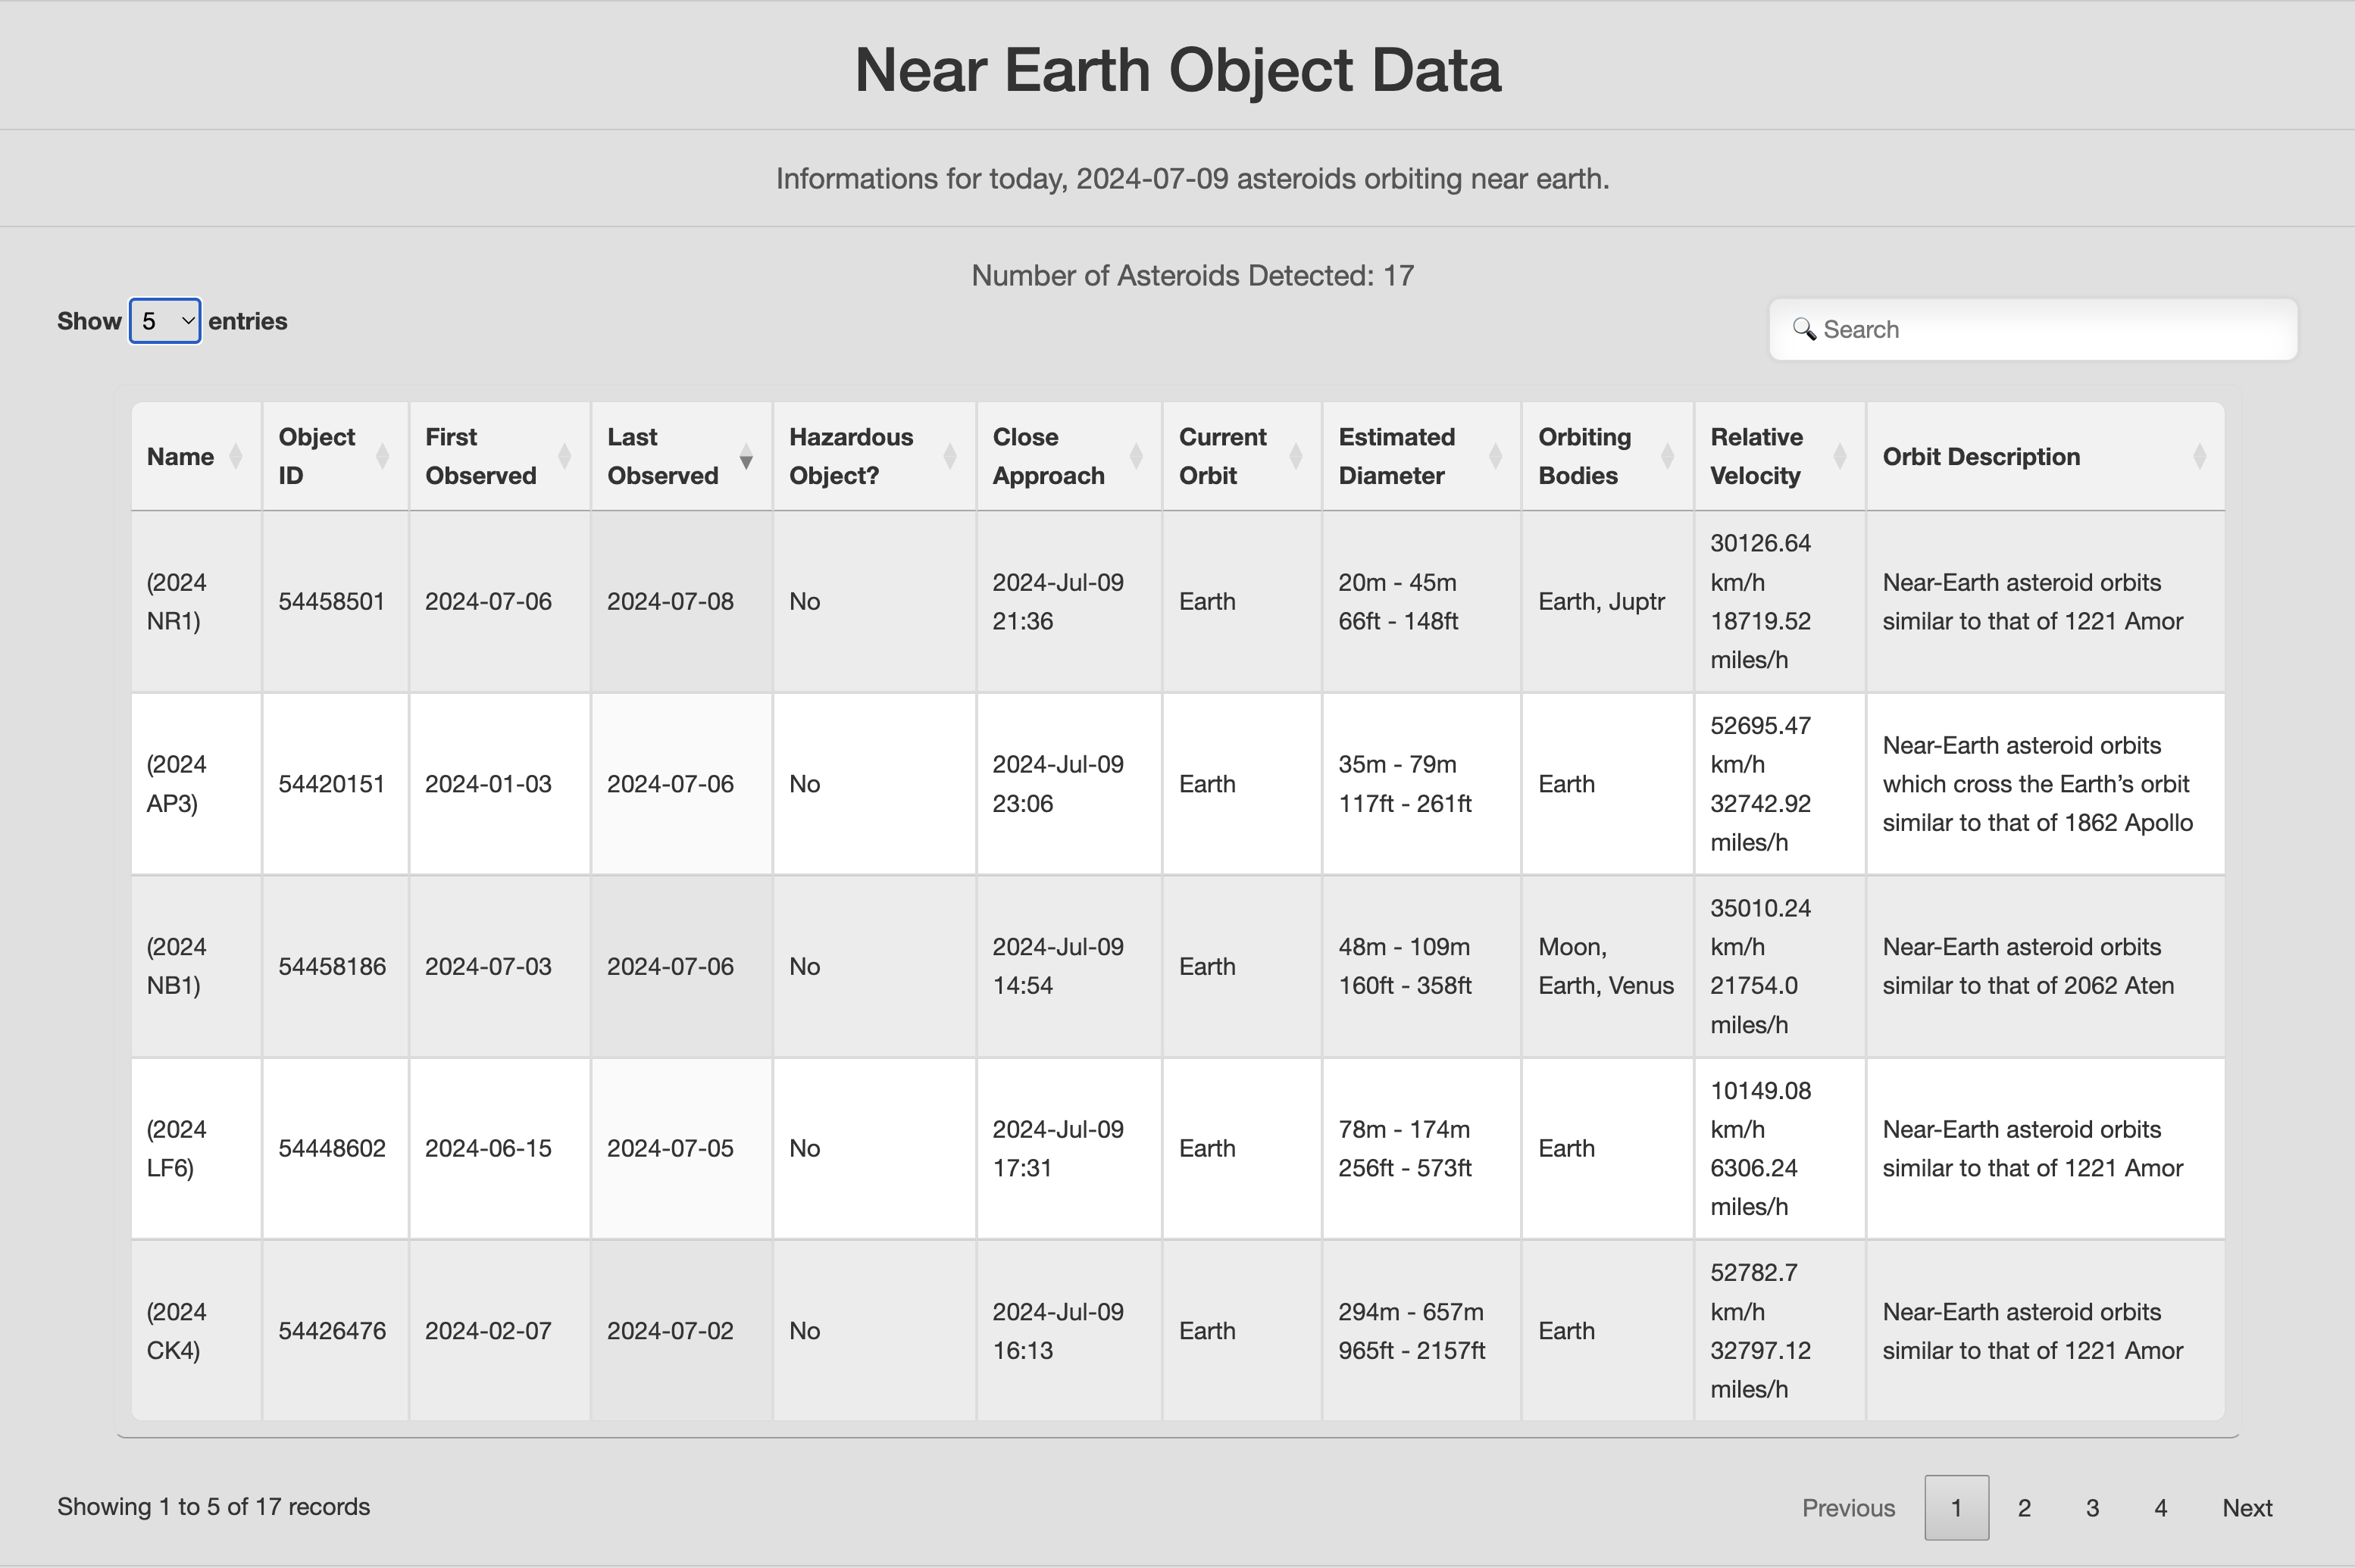 Near Earth Object Data
Informations for today, 2024-07-09 asteroids orbiting near earth.
Number of Asteroids Detected: 17
Show 5 entries
🔍 Search
Name
Object
ID
First
Observed
Last
Observed
Hazardous
Object?
Close
Approach
Current
Orbit
Estimated
Diameter
Orbiting
Bodies
Relative
Velocity
Orbit Description
(2024
NR1)
54458501
2024-07-06
2024-07-08
No
2024-Jul-09
21:36
Earth
20m - 45m
66ft - 148ft
Earth, Juptr
30126.64
km/h
18719.52
miles/h
Near-Earth asteroid orbits
similar to that of 1221 Amor
(2024
AP3)
54420151
2024-01-03
2024-07-06
No
2024-Jul-09
23:06
Earth
35m - 79m
117ft - 261ft
Earth
52695.47
km/h
32742.92
miles/h
Near-Earth asteroid orbits
which cross the Earth’s orbit
similar to that of 1862 Apollo
(2024
NB1)
54458186
2024-07-03
2024-07-06
No
2024-Jul-09
14:54
Earth
48m - 109m
160ft - 358ft
Moon,
Earth, Venus
35010.24
km/h
21754.0
miles/h
Near-Earth asteroid orbits
similar to that of 2062 Aten
(2024
LF6)
54448602
2024-06-15
2024-07-05
No
2024-Jul-09
17:31
Earth
78m - 174m
256ft - 573ft
Earth
10149.08
km/h
6306.24
miles/h
Near-Earth asteroid orbits
similar to that of 1221 Amor
(2024
CK4)
54426476
2024-02-07
2024-07-02
No
2024-Jul-09
16:13
Earth
294m - 657m
965ft - 2157ft
Earth
52782.7
km/h
32797.12
miles/h
Near-Earth asteroid orbits
similar to that of 1221 Amor
Showing 1 to 5 of 17 records
Previous 1 2 3 4 Next